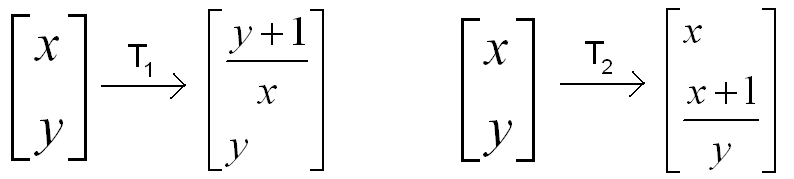 [x y] T₁ → [(y+1)/x y]
[x y] T₂ → [x (x+1)/y]